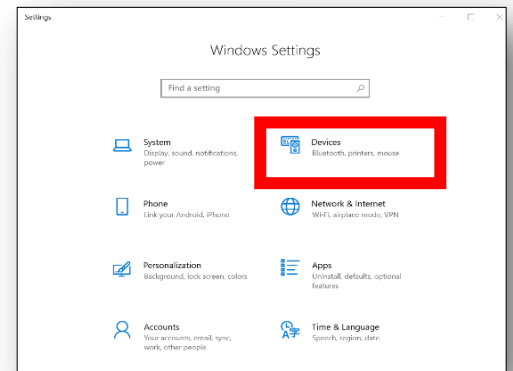 Settings
Windows Settings
Find a setting
System
Display, sound, notifications,
power
Devices
Bluetooth, printers, mouse
Phone
Link your Android, iPhone
Network & Internet
Wi-Fi, airplane mode, VPN
Personalization
Background, lock screen, colors
Apps
Uninstall, defaults, optional
features
Accounts
Your accounts, email, sync,
work, other people
Time & Language
Speech, region, date